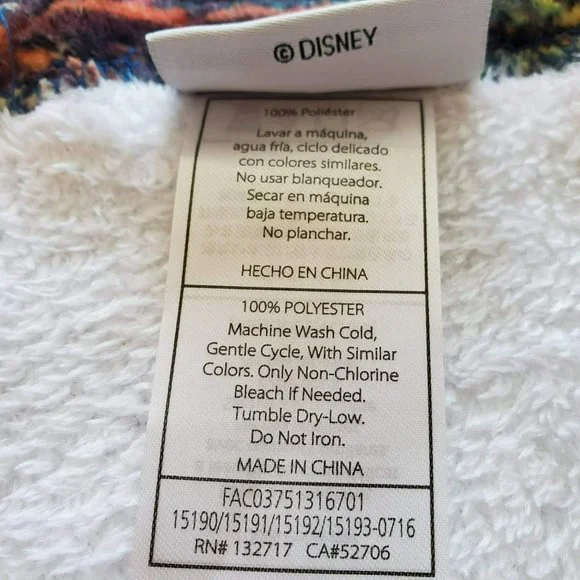 © DISNEY
100% Poliéster
Lavar a máquina,
agua fría, ciclo delicado
con colores similares.
No usar blanqueador.
Secar en máquina
baja temperatura.
No planchar.
HECHO EN CHINA
100% POLYESTER
Machine Wash Cold,
Gentle Cycle, With Similar
Colors. Only Non-Chlorine
Bleach If Needed.
Tumble Dry-Low.
Do Not Iron.
MADE IN CHINA
FAC03751316701
15190/15191/15192/15193-0716
RN# 132717 CA#52706